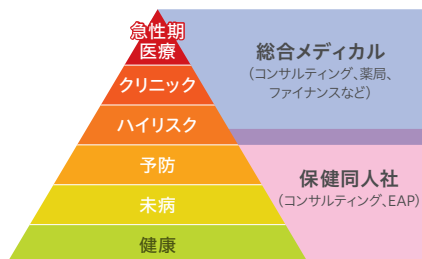 急性期
医療
クリニック
ハイリスク
予防
未病
健康
総合メディカル
（コンサルティング、薬局、
ファイナンスなど）
保健同人社
（コンサルティング、EAP）